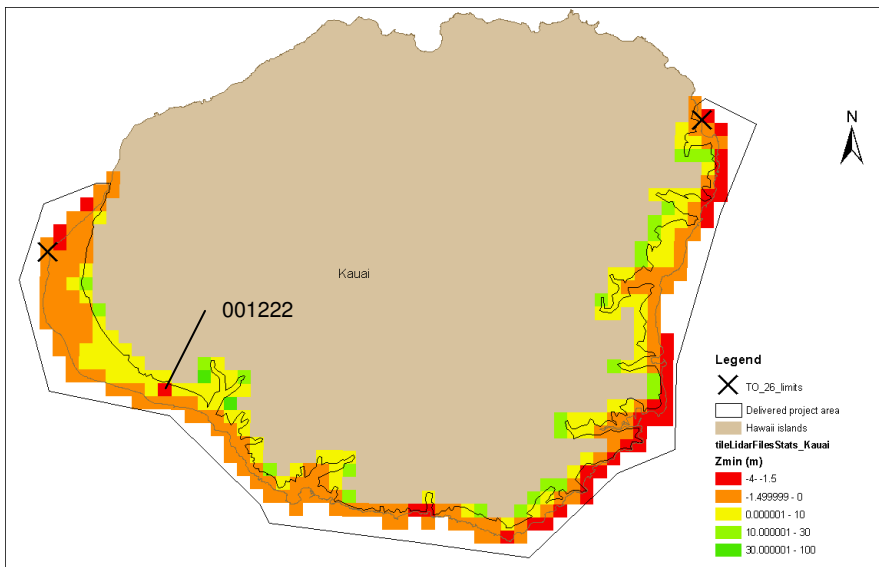 N
Kauai
001222
Legend
TO_26_limits
Delivered project area
Hawaii islands
tileLidarFilesStats_Kauai
Zmin (m)
-4 - -1.5
-1.499999 - 0
0.000001 - 10
10.000001 - 30
30.000001 - 100